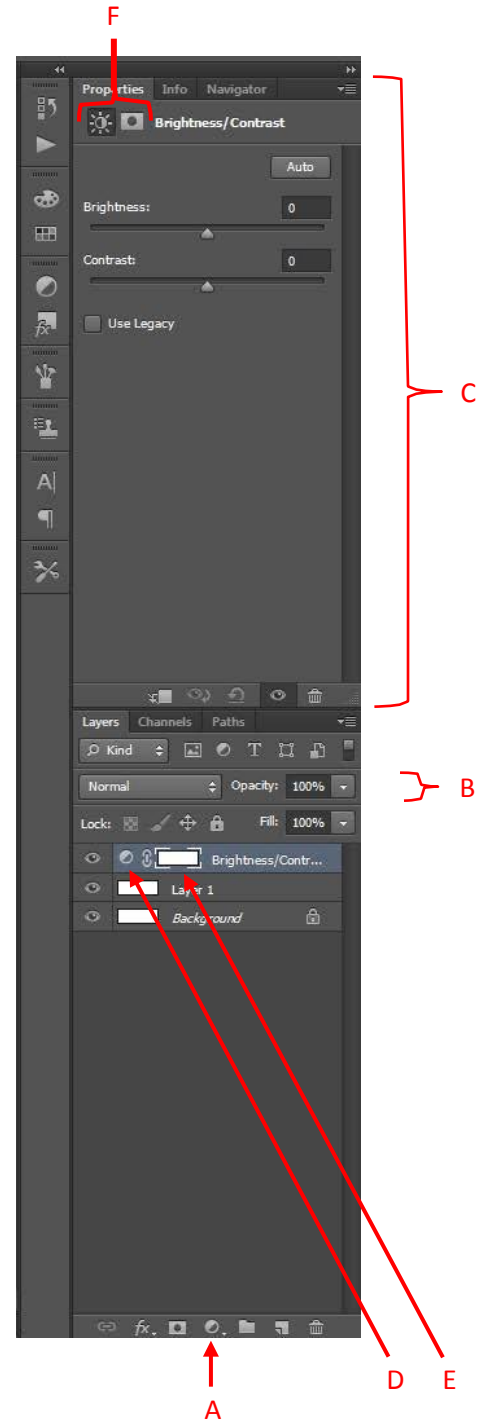 F
Properties Info Navigator
Brightness/Contrast
Auto
Brightness: 0
Contrast: 0
Use Legacy
C
Layers Channels Paths
Kind T
Normal Opacity: 100%
B
Lock: Fill: 100%
Brightness/Contr...
Layer 1
Background
fx.
D E
A